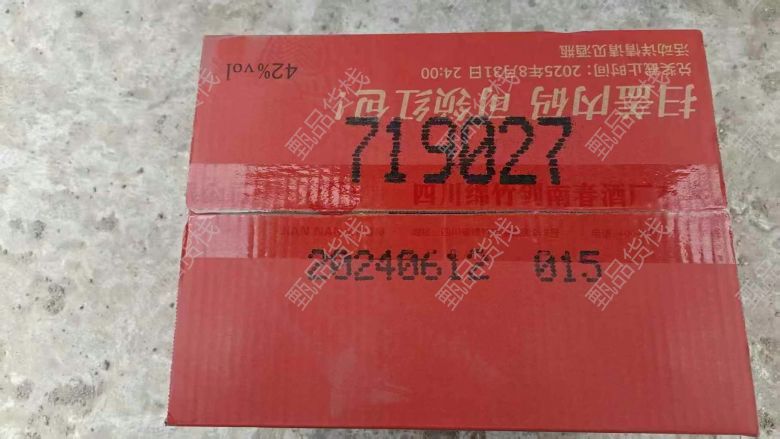 活动详情请见酒瓶
兑奖截止时间：2025年8月31日 24:00
42%vol
扫盖内码 可领红包！
719027
四川绵竹剑南春酒厂
20240612 015
甄品货栈